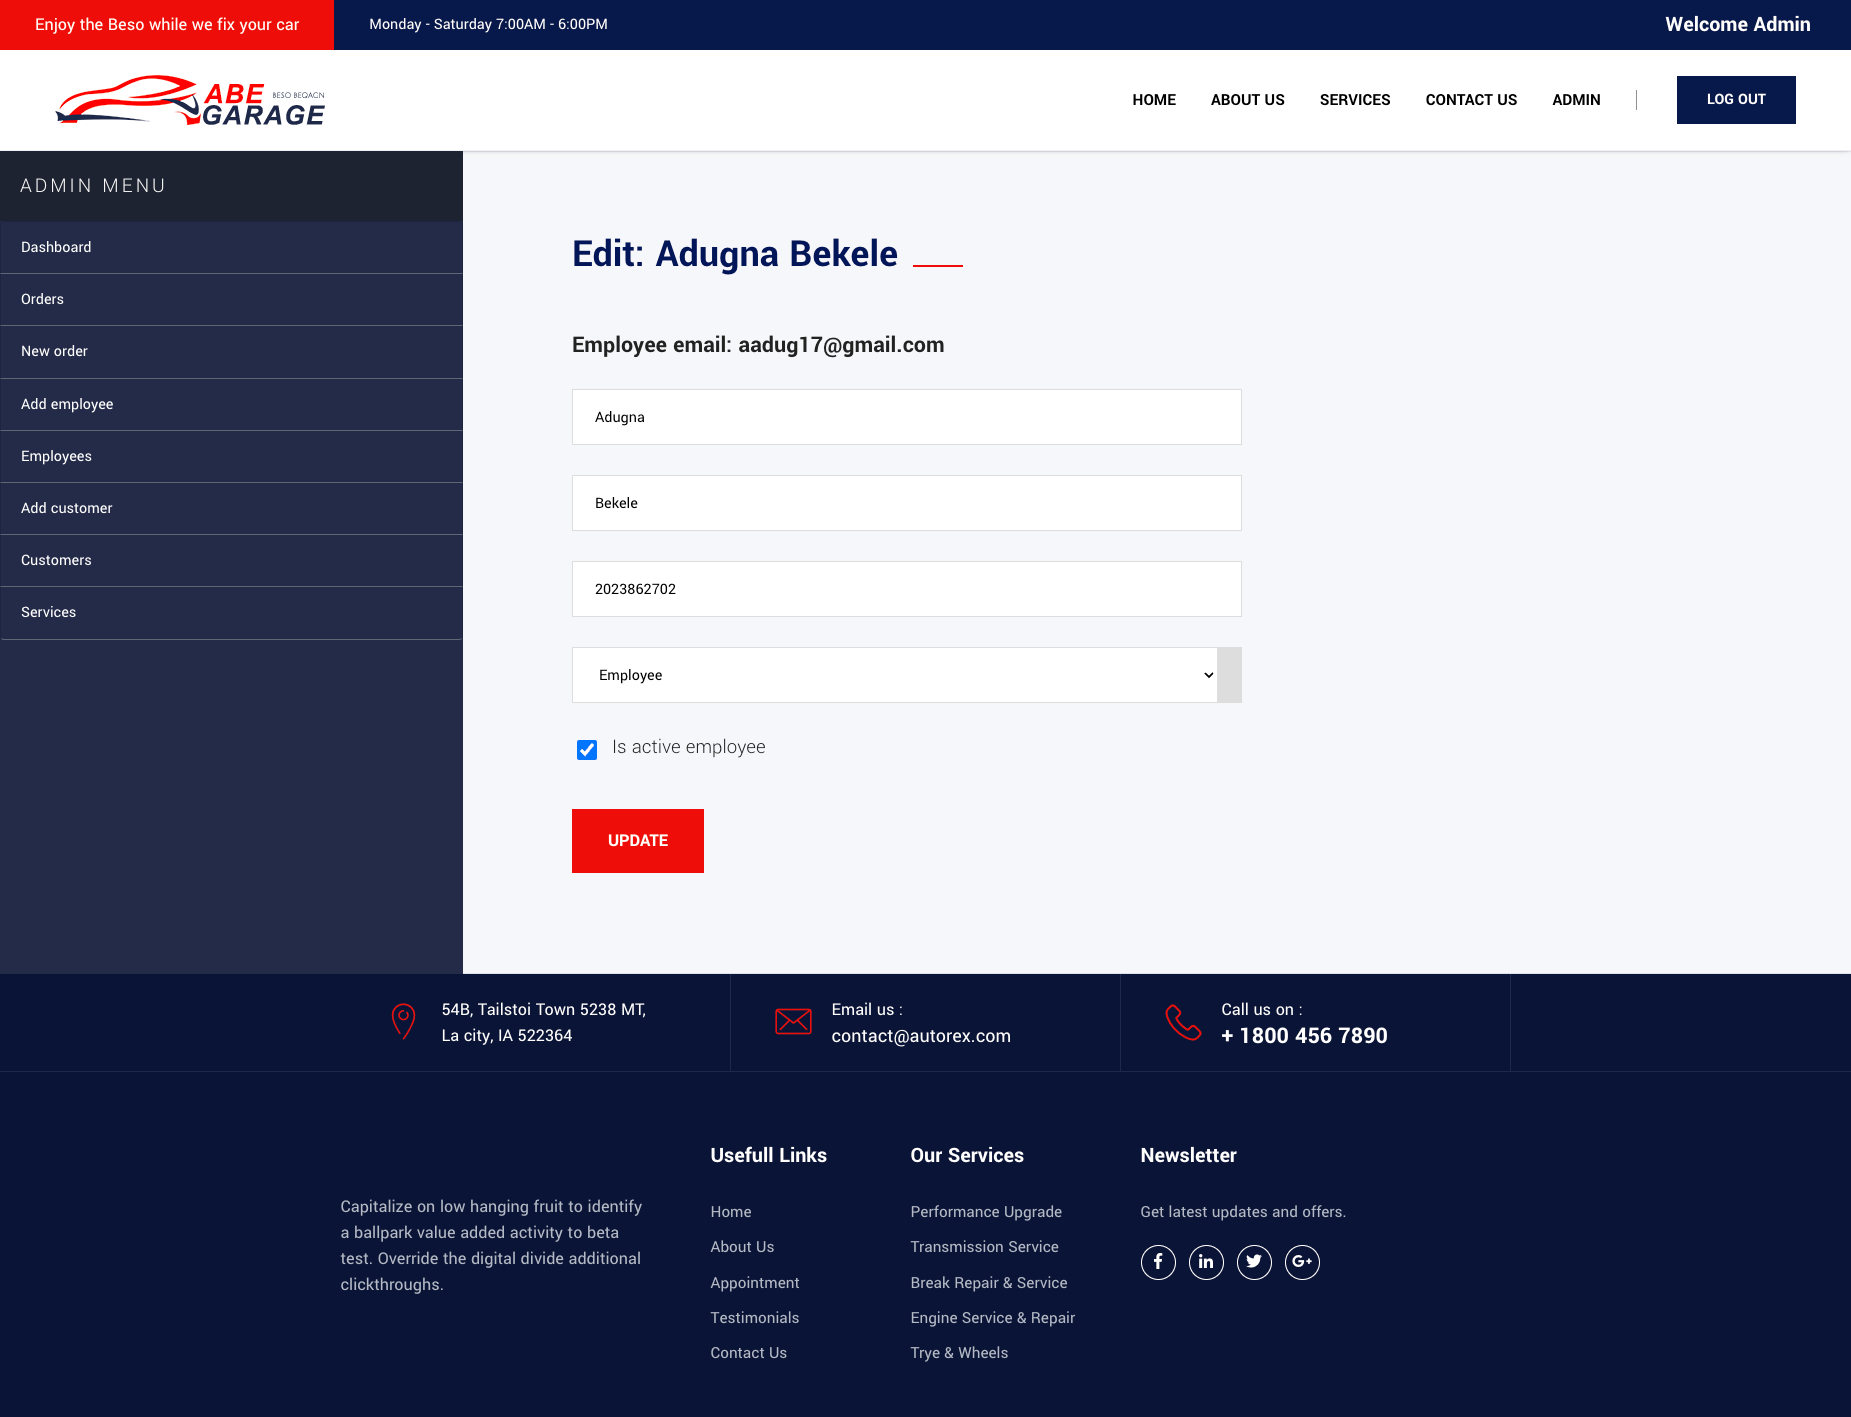 Enjoy the Beso while we fix your car
Monday - Saturday 7:00AM - 6:00PM
Welcome Admin
ABE
BESO BEQACN
GARAGE
HOME
ABOUT US
SERVICES
CONTACT US
ADMIN
LOG OUT
ADMIN MENU
Dashboard
Orders
New order
Add employee
Employees
Add customer
Customers
Services
Edit: Adugna Bekele
Employee email: aadug17@gmail.com
Adugna
Bekele
2023862702
Employee
Is active employee
UPDATE
54B, Tailstoi Town 5238 MT,
La city, IA 522364
Email us :
contact@autorex.com
Call us on :
+ 1800 456 7890
Capitalize on low hanging fruit to identify
a ballpark value added activity to beta
test. Override the digital divide additional
clickthroughs.
Usefull Links
Home
About Us
Appointment
Testimonials
Contact Us
Our Services
Performance Upgrade
Transmission Service
Break Repair & Service
Engine Service & Repair
Trye & Wheels
Newsletter
Get latest updates and offers.